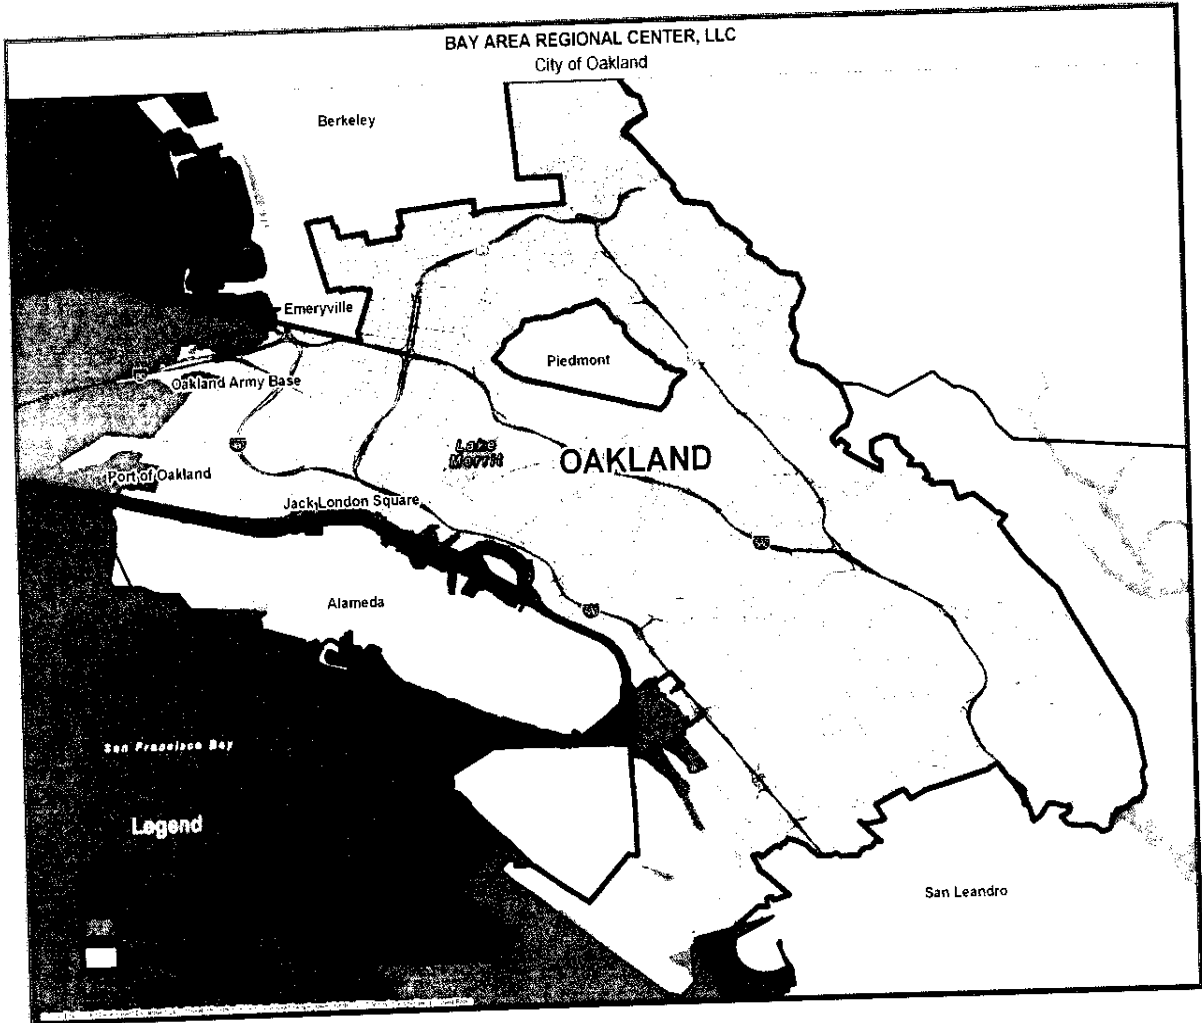 BAY AREA REGIONAL CENTER, LLC
City of Oakland
Berkeley
Emeryville
Piedmont
Oakland Army Base
Lake
Merrit
OAKLAND
Port of Oakland
Jack London Square
Alameda
San Francisco Bay
Legend
San Leandro